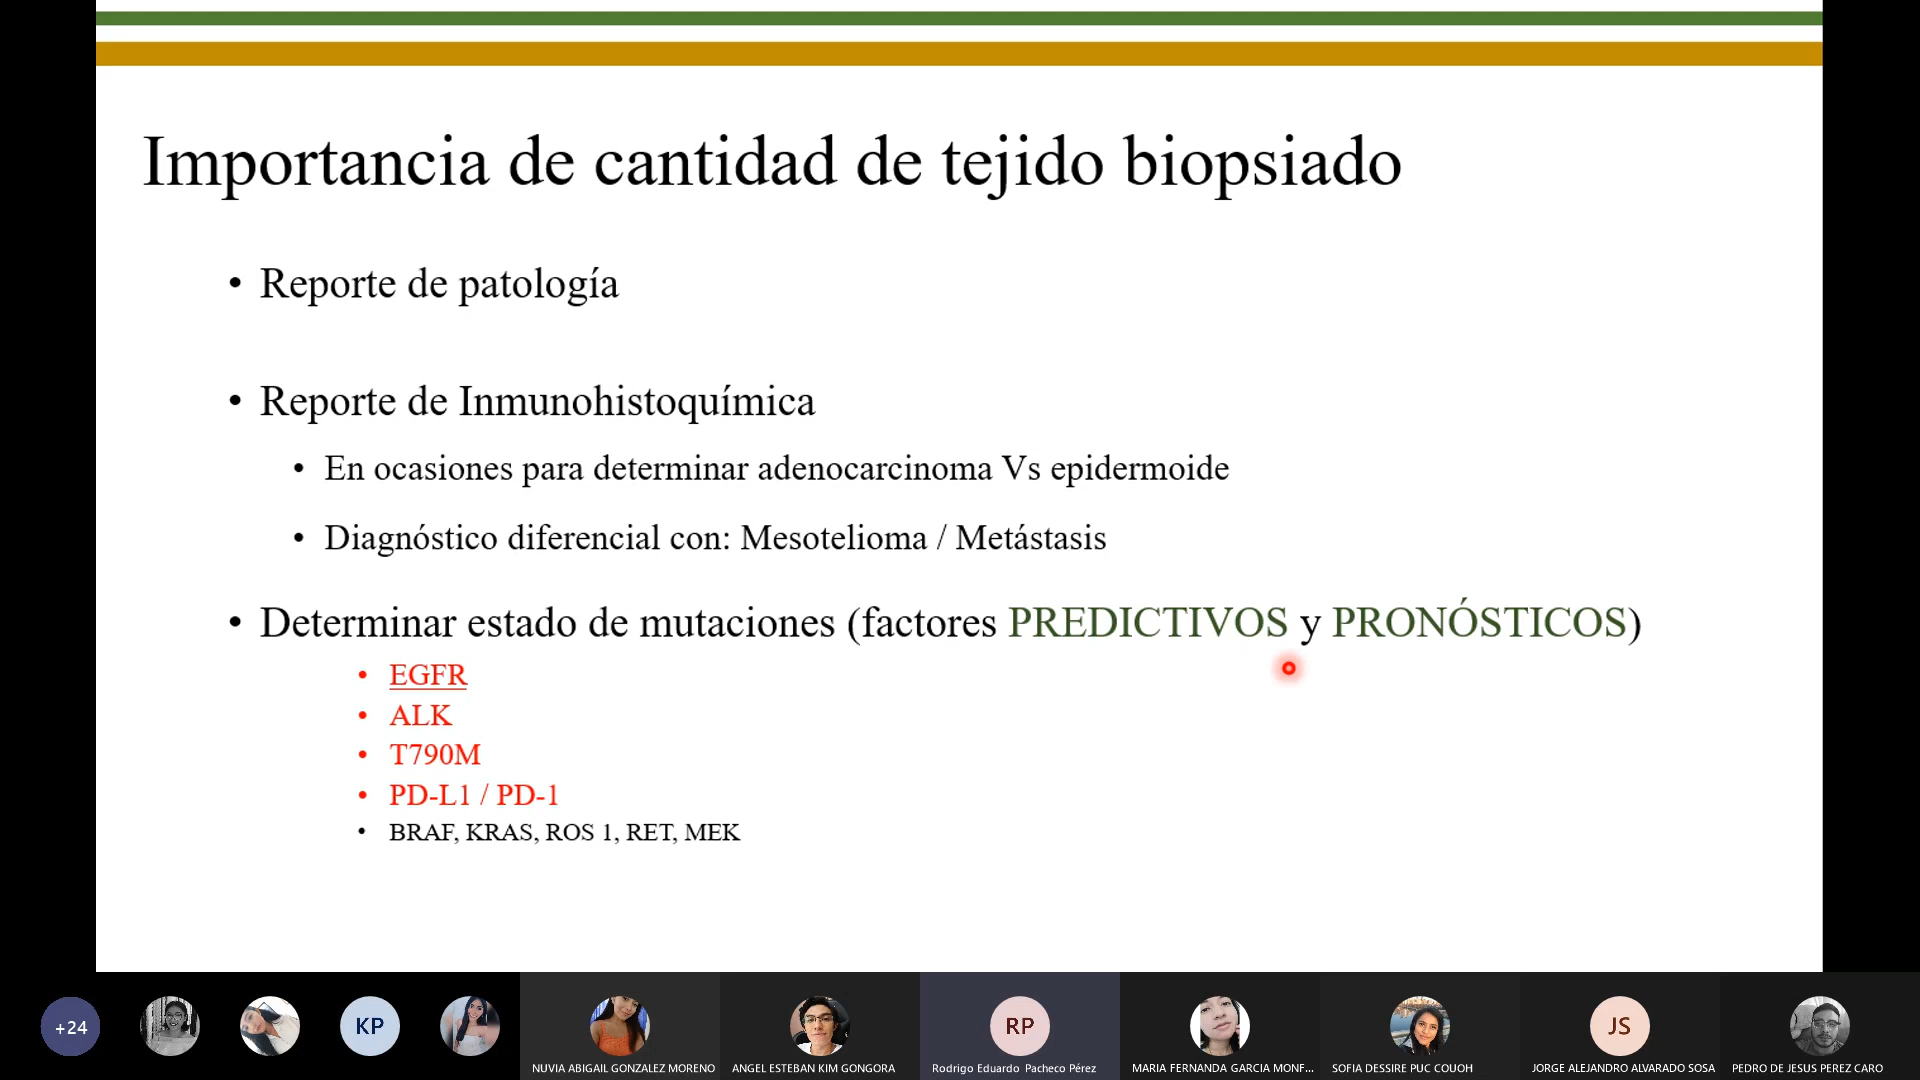 Importancia de cantidad de tejido biopsiado
• Reporte de patología
• Reporte de Inmunohistoquímica
• En ocasiones para determinar adenocarcinoma Vs epidermoide
• Diagnóstico diferencial con: Mesotelioma / Metástasis
• Determinar estado de mutaciones (factores PREDICTIVOS y PRONÓSTICOS)
• EGFR
• ALK
• T790M
• PD-L1 / PD-1
• BRAF, KRAS, ROS 1, RET, MEK
+24
KP
RP
JS
NUVIA ABIGAIL GONZALEZ MORENO
ANGEL ESTEBAN KIM GONGORA
Rodrigo Eduardo Pacheco Pérez
MARIA FERNANDA GARCIA MONF...
SOFIA DESSIRE PUC COUOH
JORGE ALEJANDRO ALVARADO SOSA
PEDRO DE JESUS PEREZ CARO